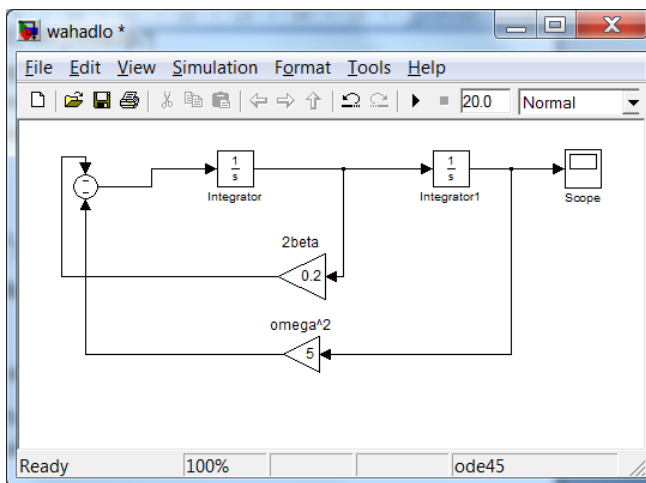 wahadlo *
File Edit View Simulation Format Tools Help
20.0 Normal
1
s
Integrator
1
s
Integrator1
Scope
2beta
0.2
omega^2
5
Ready 100% ode45